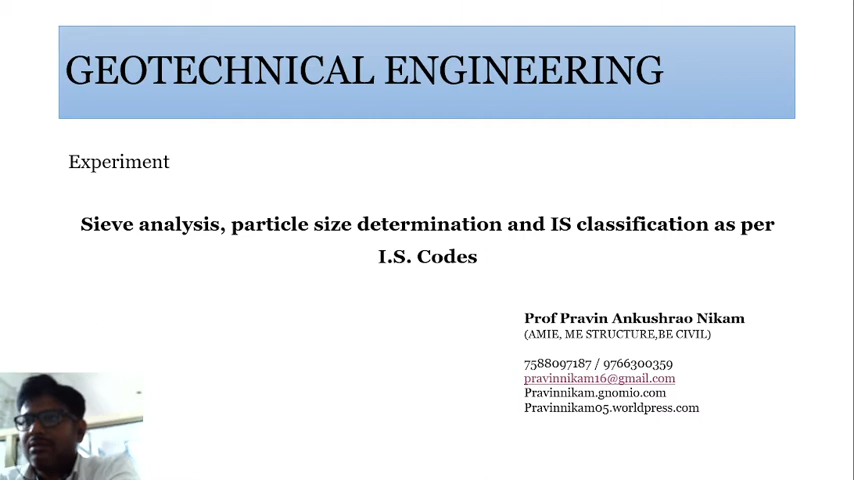 GEOTECHNICAL ENGINEERING
Experiment
Sieve analysis, particle size determination and IS classification as per
I.S. Codes
Prof Pravin Ankushrao Nikam
(AMIE, ME STRUCTURE,BE CIVIL)
7588097187 / 9766300359
pravinnikam16@gmail.com
Pravinnikam.gnomio.com
Pravinnikam05.worldpress.com